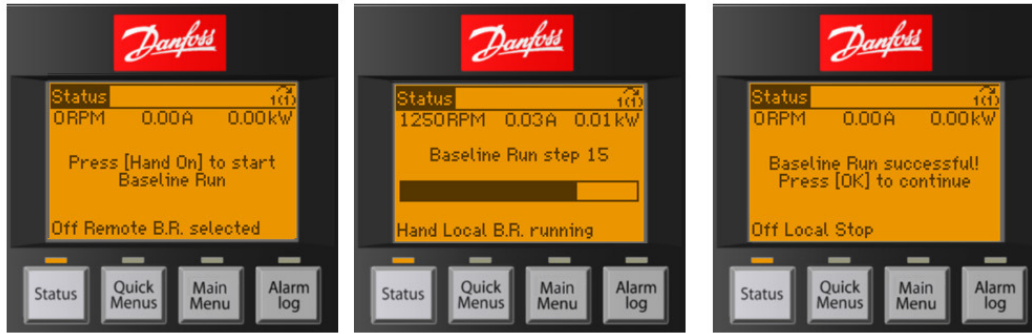 Danfoss
Status
1(1)
0RPM 0.00A 0.00kW
Press [Hand On] to start
Baseline Run
Off Remote B.R. selected
Status
Quick
Menus
Main
Menu
Alarm
log
Danfoss
Status
1(1)
1250RPM 0.03A 0.01kW
Baseline Run step 15
Hand Local B.R. running
Status
Quick
Menus
Main
Menu
Alarm
log
Danfoss
Status
1(1)
0RPM 0.00A 0.00kW
Baseline Run successful!
Press [OK] to continue
Off Local Stop
Status
Quick
Menus
Main
Menu
Alarm
log